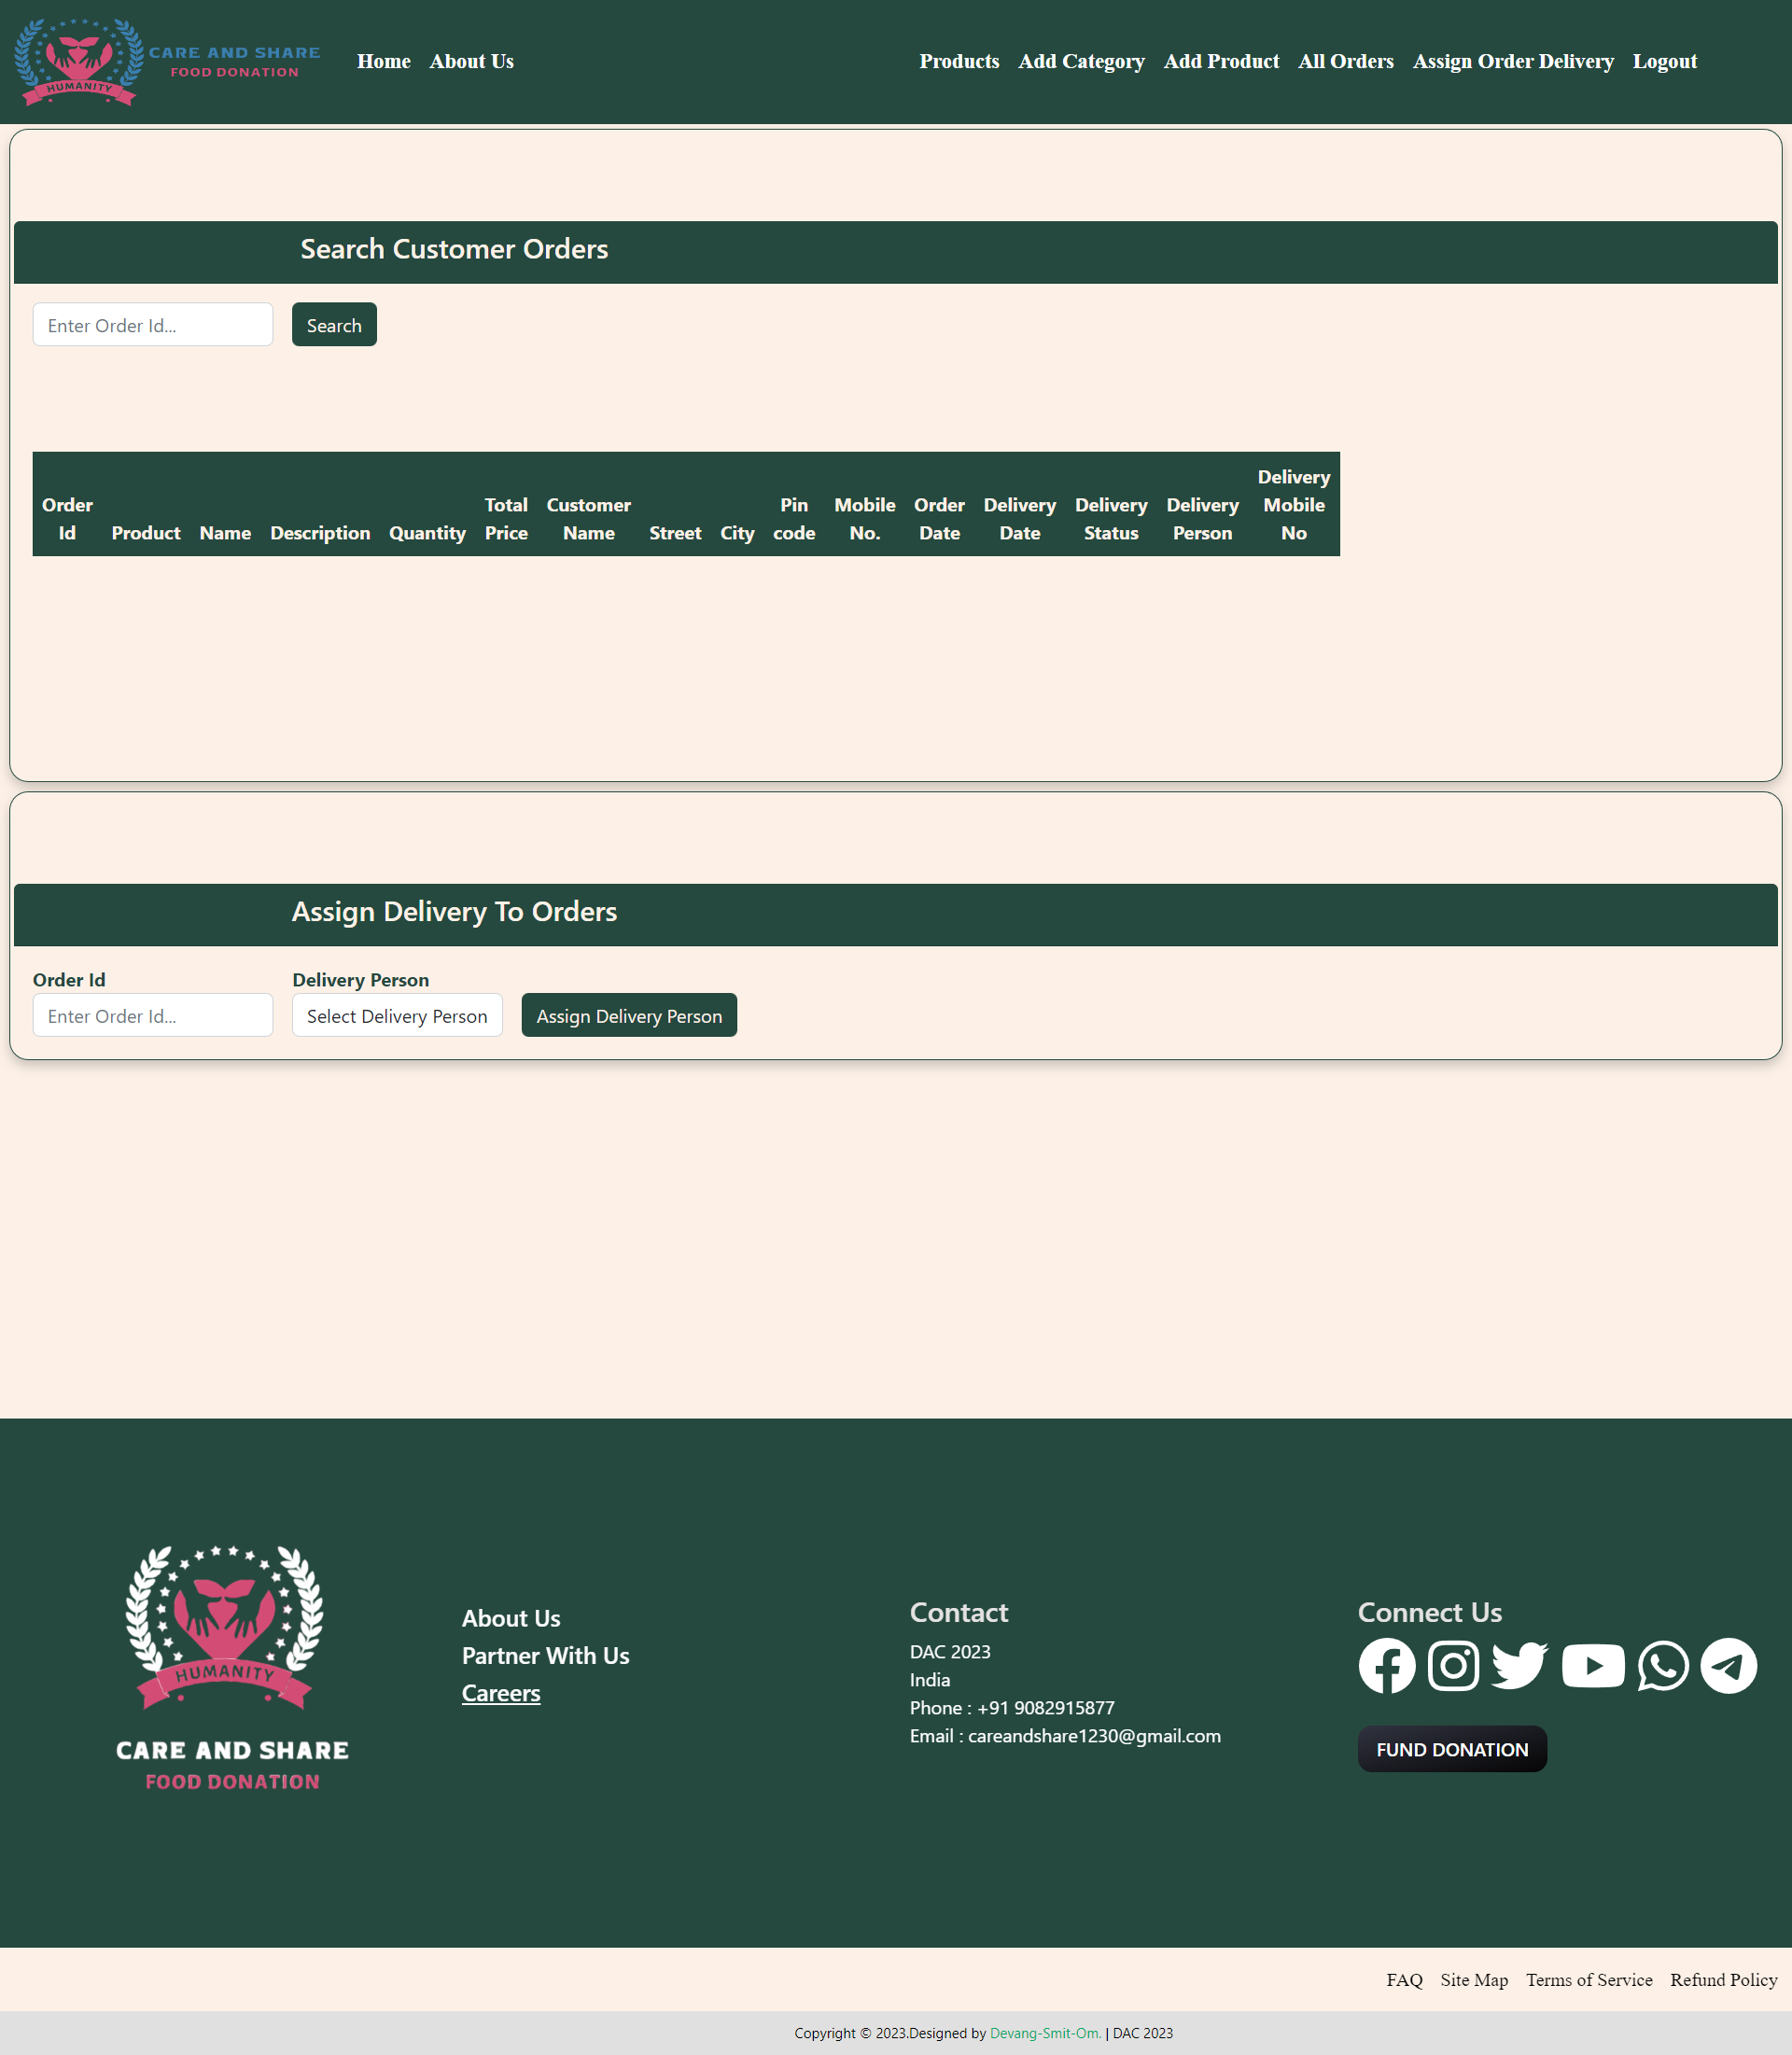 CARE AND SHARE
FOOD DONATION
HUMANITY
Home About Us Products Add Category Add Product All Orders Assign Order Delivery Logout
Search Customer Orders
Enter Order Id... Search
Order Id Product Name Description Quantity Total Price Customer Name Street City Pin code Mobile No. Order Date Delivery Date Delivery Status Delivery Person Delivery Mobile No
Assign Delivery To Orders
Order Id Delivery Person
Enter Order Id... Select Delivery Person Assign Delivery Person
HUMANITY
CARE AND SHARE
FOOD DONATION
About Us
Partner With Us
Careers
Contact
DAC 2023
India
Phone : +91 9082915877
Email : careandshare1230@gmail.com
Connect Us
FUND DONATION
FAQ Site Map Terms of Service Refund Policy
Copyright © 2023.Designed by Devang-Smit-Om. | DAC 2023